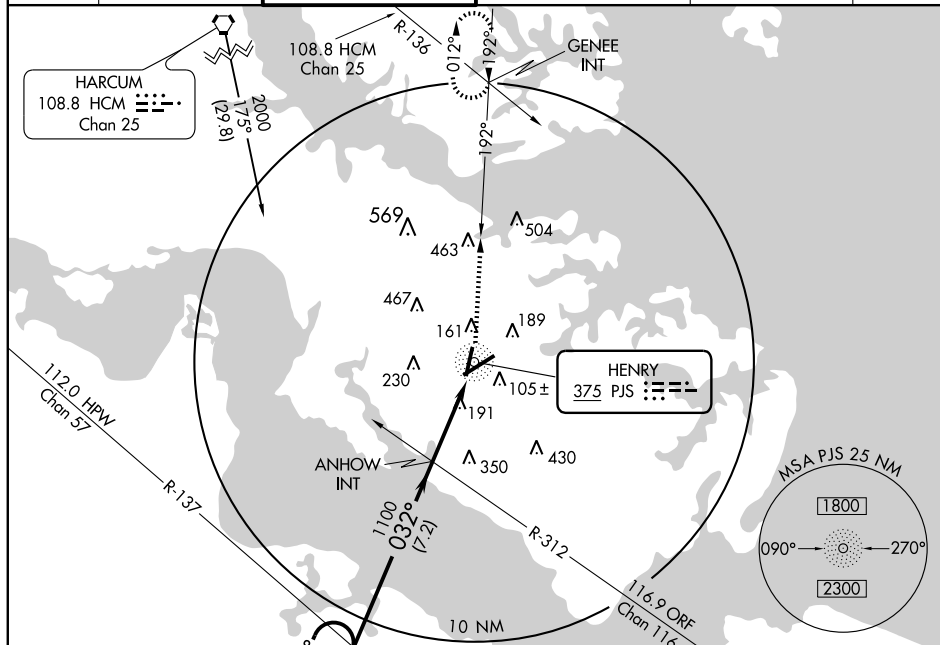 R-136
108.8 HCM
Chan 25
012°
192°
GENEE
INT
HARCUM
108.8 HCM
Chan 25
2000
175°
(29.8)
192°
569
463
504
467
161
189
230
105±
191
HENRY
375 PJS
112.0 HPW
Chan 57
R-137
ANHOW
INT
350
430
1100
032°
(7.2)
R-312
116.9 ORF
Chan 116
10 NM
MSA PJS 25 NM
1800
090°
270°
2300